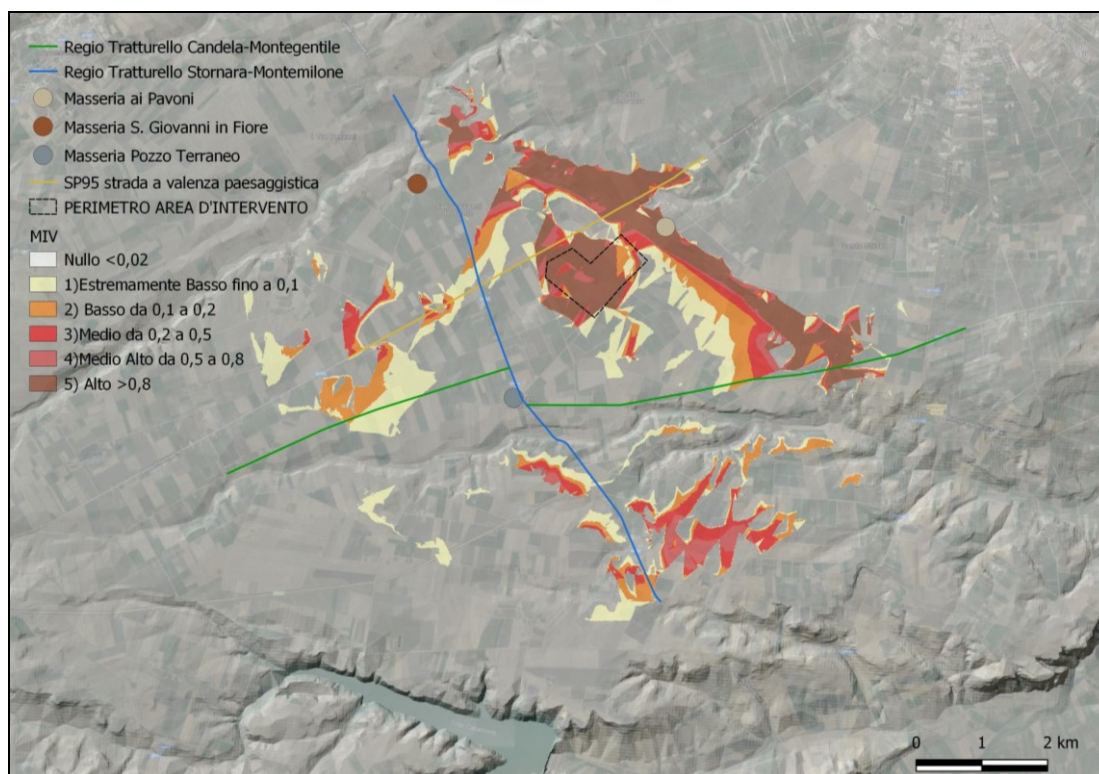 Regio Tratturello Candela-Montegentile
Regio Tratturello Stornara-Montemilone
Masseria ai Pavoni
Masseria S. Giovanni in Fiore
Masseria Pozzo Terraneo
SP95 strada a valenza paesaggistica
PERIMETRO AREA D'INTERVENTO
MIV
Nullo <0,02
1)Estremamente Basso fino a 0,1
2) Basso da 0,1 a 0,2
3)Medio da 0,2 a 0,5
4)Medio Alto da 0,5 a 0,8
5) Alto >0,8
0 1 2 km